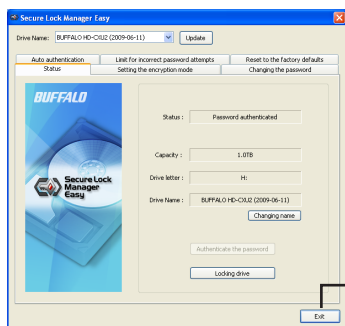 Secure Lock Manager Easy
Drive Name: BUFFALO HD-CXU2 (2009-06-11) Update
Auto authentication Limit for incorrect password attempts Reset to the factory defaults
Status Setting the encryption mode Changing the password
BUFFALO
Secure Lock
Manager
Easy
Status : Password authenticated
Capacity : 1.0TB
Drive letter : H:
Drive Name : BUFFALO HD-CXU2 (2009-06-11)
Changing name
Authenticate the password
Locking drive
Exit